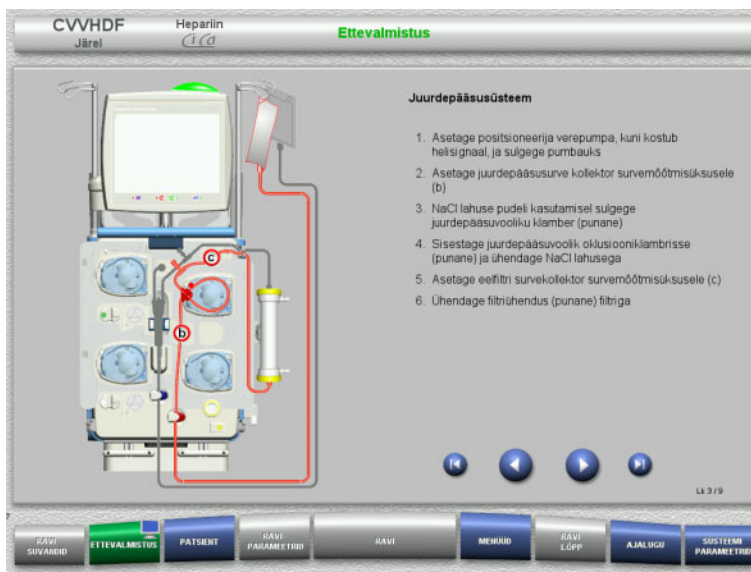 CVVHDF
Järel
Hepariin
Ci Ca
Ettevalmistus
Juurdepääsusüsteem
1. Asetage positsioneerija verepumpa, kuni kostub
helisignaal, ja sulgege pumbauks
2. Asetage juurdepääsusurve kollektor survemõõtmisüksusele
(b)
3. NaCl lahuse pudeli kasutamisel sulgege
juurdepääsuvooliku klamber (punane)
4. Sisestage juurdepääsuvoolik oklusiooniklambrisse
(punane) ja ühendage NaCl lahusega
5. Asetage eelfiltri survekollektor survemõõtmisüksusele (c)
6. Ühendage filtriühendus (punane) filtriga
c
b
Lk 3 / 9
RAVI
SUVANDID
ETTEVALMISTUS
PATSIENT
RAVI
PARAMEETRID
RAVI
MENÜÜD
RAVI
LÕPP
AJALUGU
SÜSTEEMI
PARAMEETRID